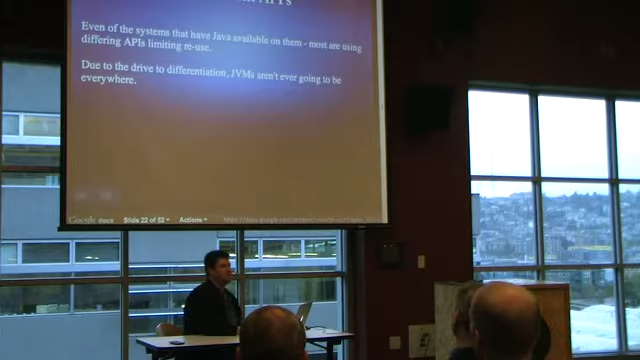 Even of the systems that have Java available on them - most are using
differing APIs limiting re-use.
Due to the drive to differentiation, JVMs aren't ever going to be
everywhere.
Google docs Slide 22 of 52 Actions